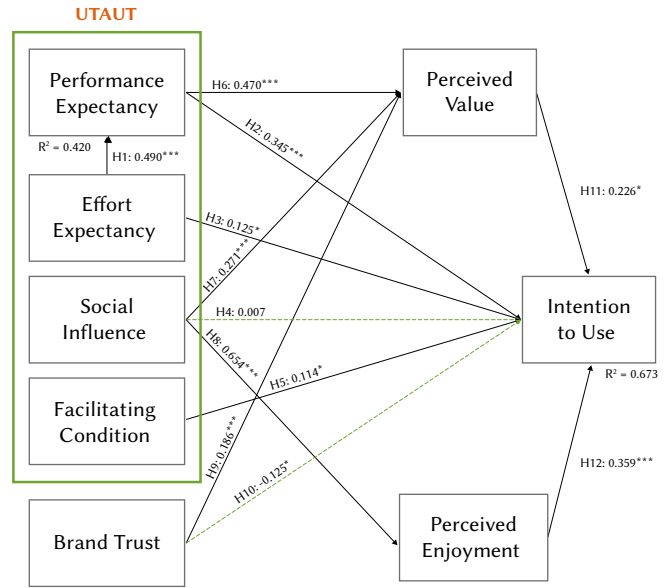 UTAUT
Performance
Expectancy
R² = 0.420
H1: 0.490***
Effort
Expectancy
Social
Influence
Facilitating
Condition
Brand Trust
H6: 0.470***
H2: 0.345***
H3: 0.125*
H7: 0.271***
H4: 0.007
H8: 0.654***
H5: 0.114*
H9: 0.186***
H10: -0.125*
Perceived
Value
H11: 0.226*
Intention
to Use
R² = 0.673
H12: 0.359***
Perceived
Enjoyment